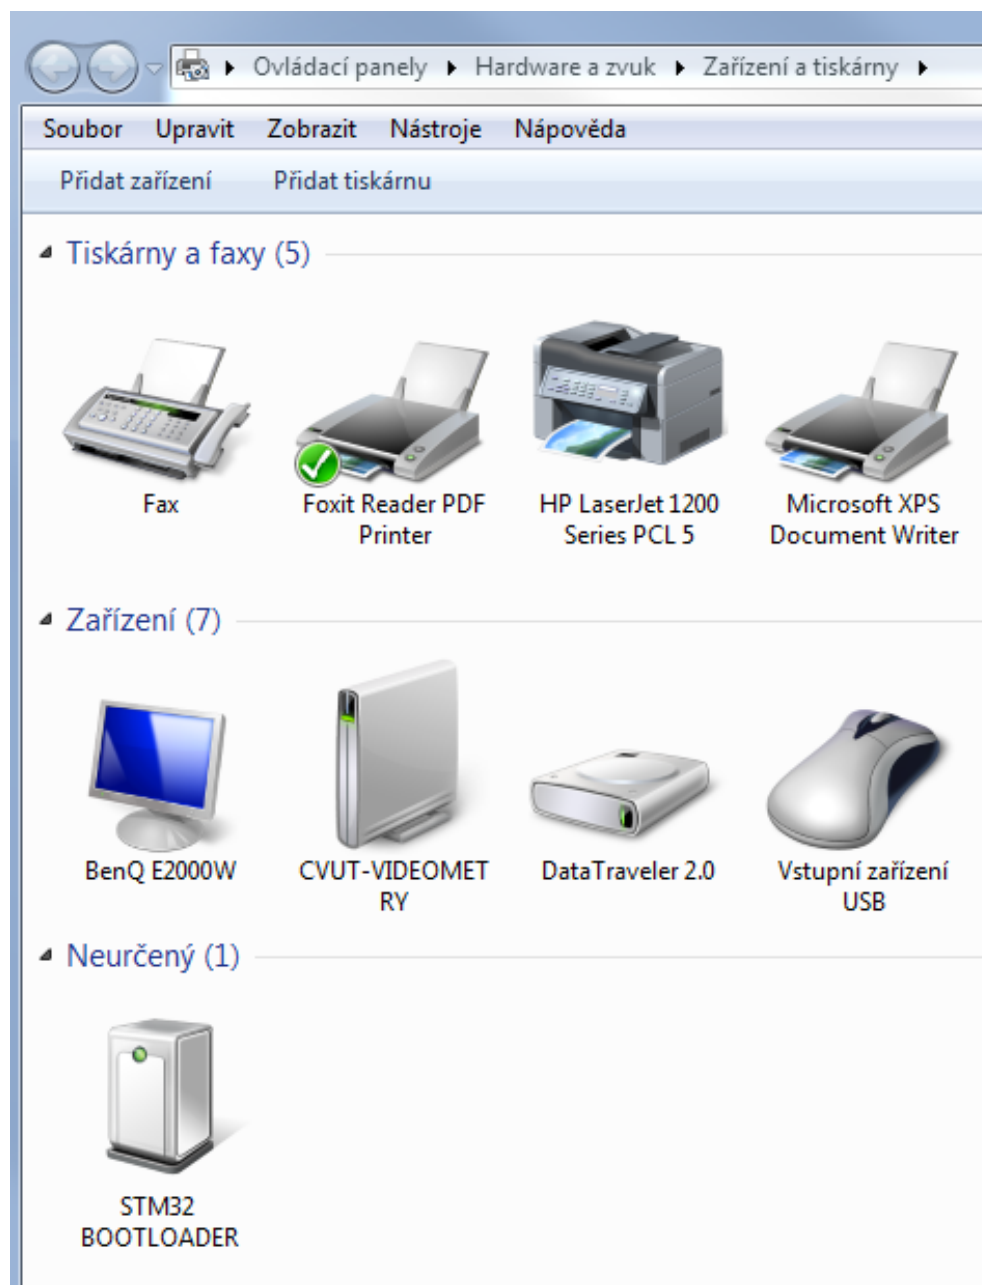 Ovládací panely Hardware a zvuk Zařízení a tiskárny
Soubor Upravit Zobrazit Nástroje Nápověda
Přidat zařízení Přidat tiskárnu
Tiskárny a faxy (5)
Fax
Foxit Reader PDF
Printer
HP LaserJet 1200
Series PCL 5
Microsoft XPS
Document Writer
Zařízení (7)
BenQ E2000W
CVUT-VIDEOMET
RY
DataTraveler 2.0
Vstupní zařízení
USB
Neurčený (1)
STM32
BOOTLOADER